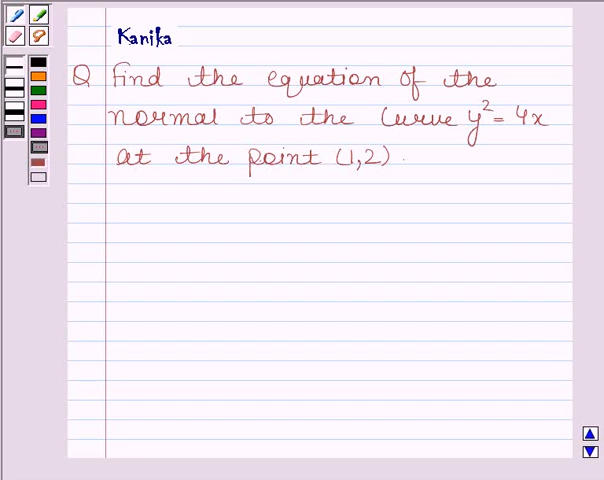 Kanika
Q Find the equation of the
normal to the curve y² = 4x
at the point (1,2).